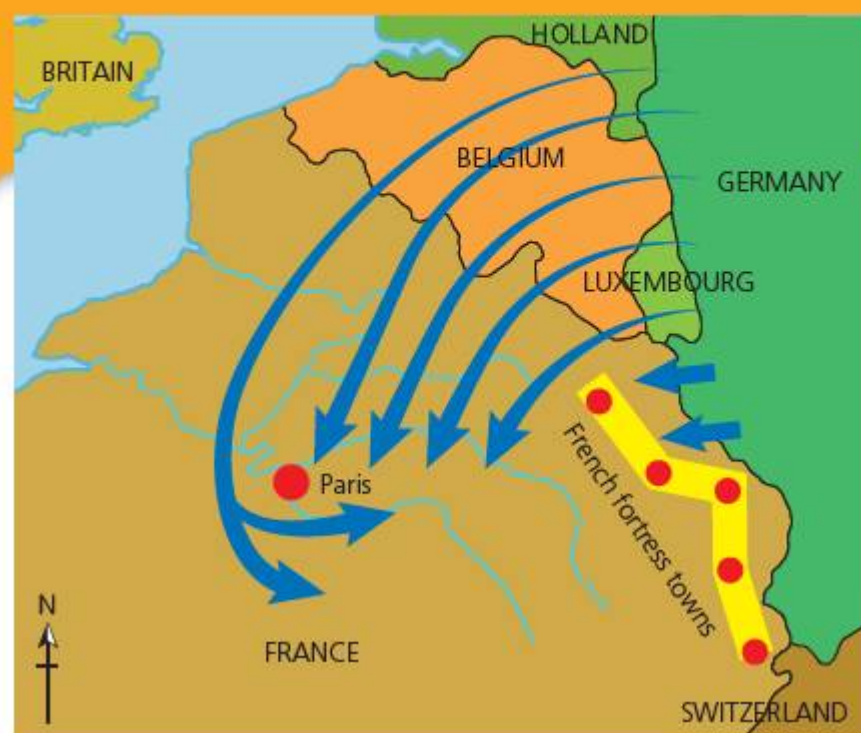 HOLLAND
BRITAIN
BELGIUM
GERMANY
LUXEMBOURG
French fortress towns
Paris
N
FRANCE
SWITZERLAND